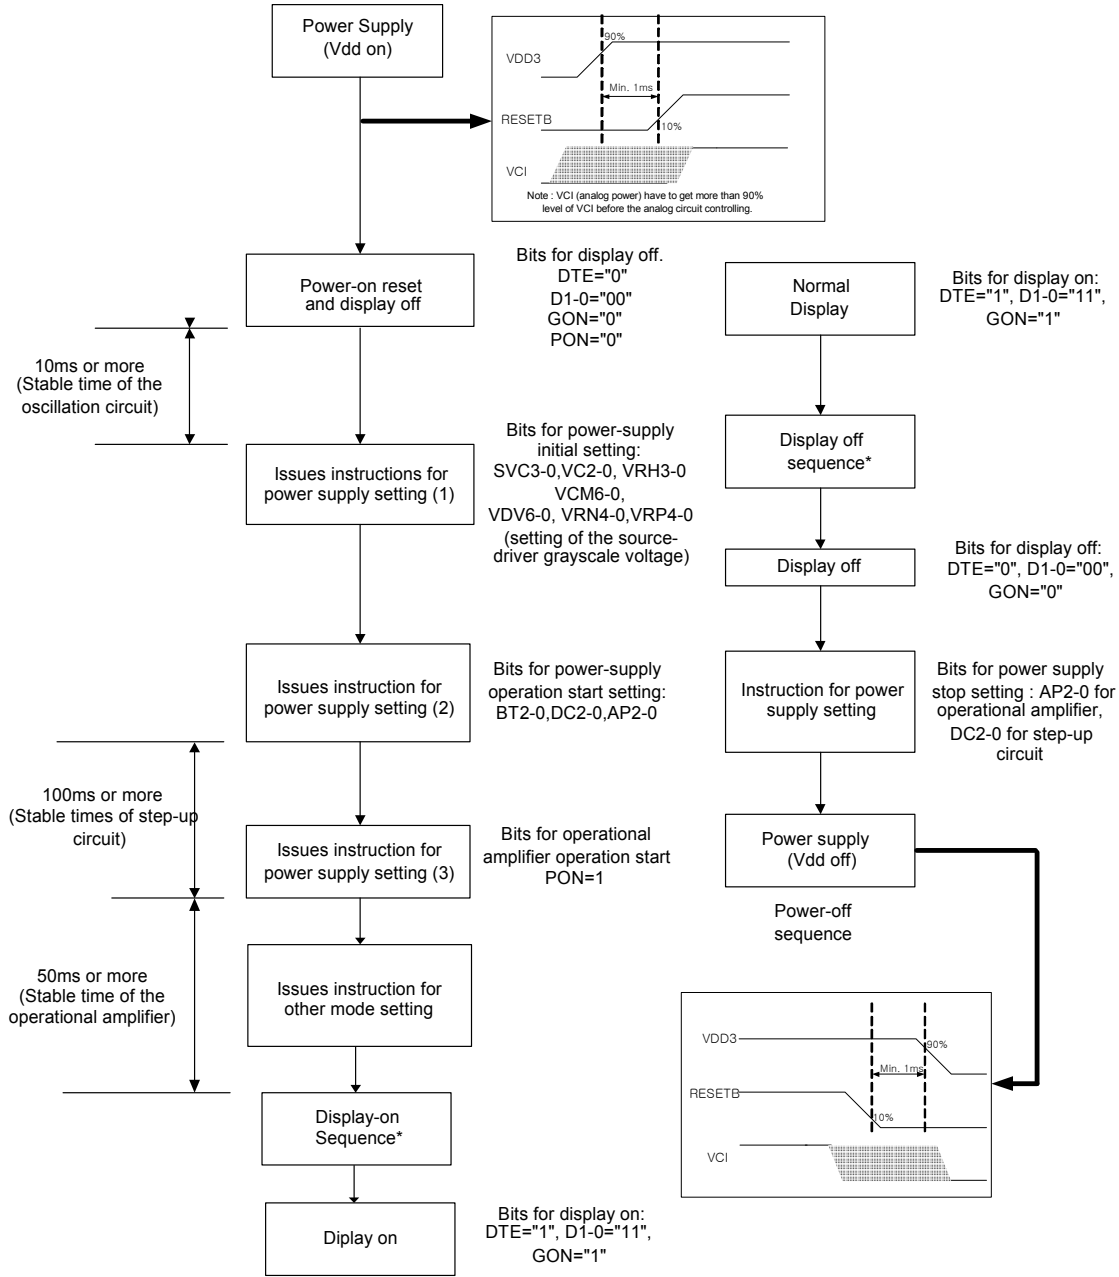 Power Supply
(Vdd on)
VDD3
90%
Min. 1ms
RESETB
10%
VCI
Note : VCI (analog power) have to get more than 90%
level of VCI before the analog circuit controlling.
Power-on reset
and display off
Bits for display off.
DTE="0"
D1-0="00"
GON="0"
PON="0"
10ms or more
(Stable time of the
oscillation circuit)
Issues instructions for
power supply setting (1)
Bits for power-supply
initial setting:
SVC3-0,VC2-0, VRH3-0
VCM6-0,
VDV6-0, VRN4-0,VRP4-0
(setting of the source-
driver grayscale voltage)
Issues instruction for
power supply setting (2)
Bits for power-supply
operation start setting:
BT2-0,DC2-0,AP2-0
100ms or more
(Stable times of step-up
circuit)
Issues instruction for
power supply setting (3)
Bits for operational
amplifier operation start
PON=1
50ms or more
(Stable time of the
operational amplifier)
Issues instruction for
other mode setting
Display-on
Sequence*
Diplay on
Bits for display on:
DTE="1", D1-0="11",
GON="1"
Normal
Display
Bits for display on:
DTE="1", D1-0="11",
GON="1"
Display off
sequence*
Display off
Bits for display off:
DTE="0", D1-0="00",
GON="0"
Instruction for power
supply setting
Bits for power supply
stop setting : AP2-0 for
operational amplifier,
DC2-0 for step-up
circuit
Power supply
(Vdd off)
Power-off
sequence
VDD3
90%
Min. 1ms
RESETB
10%
VCI